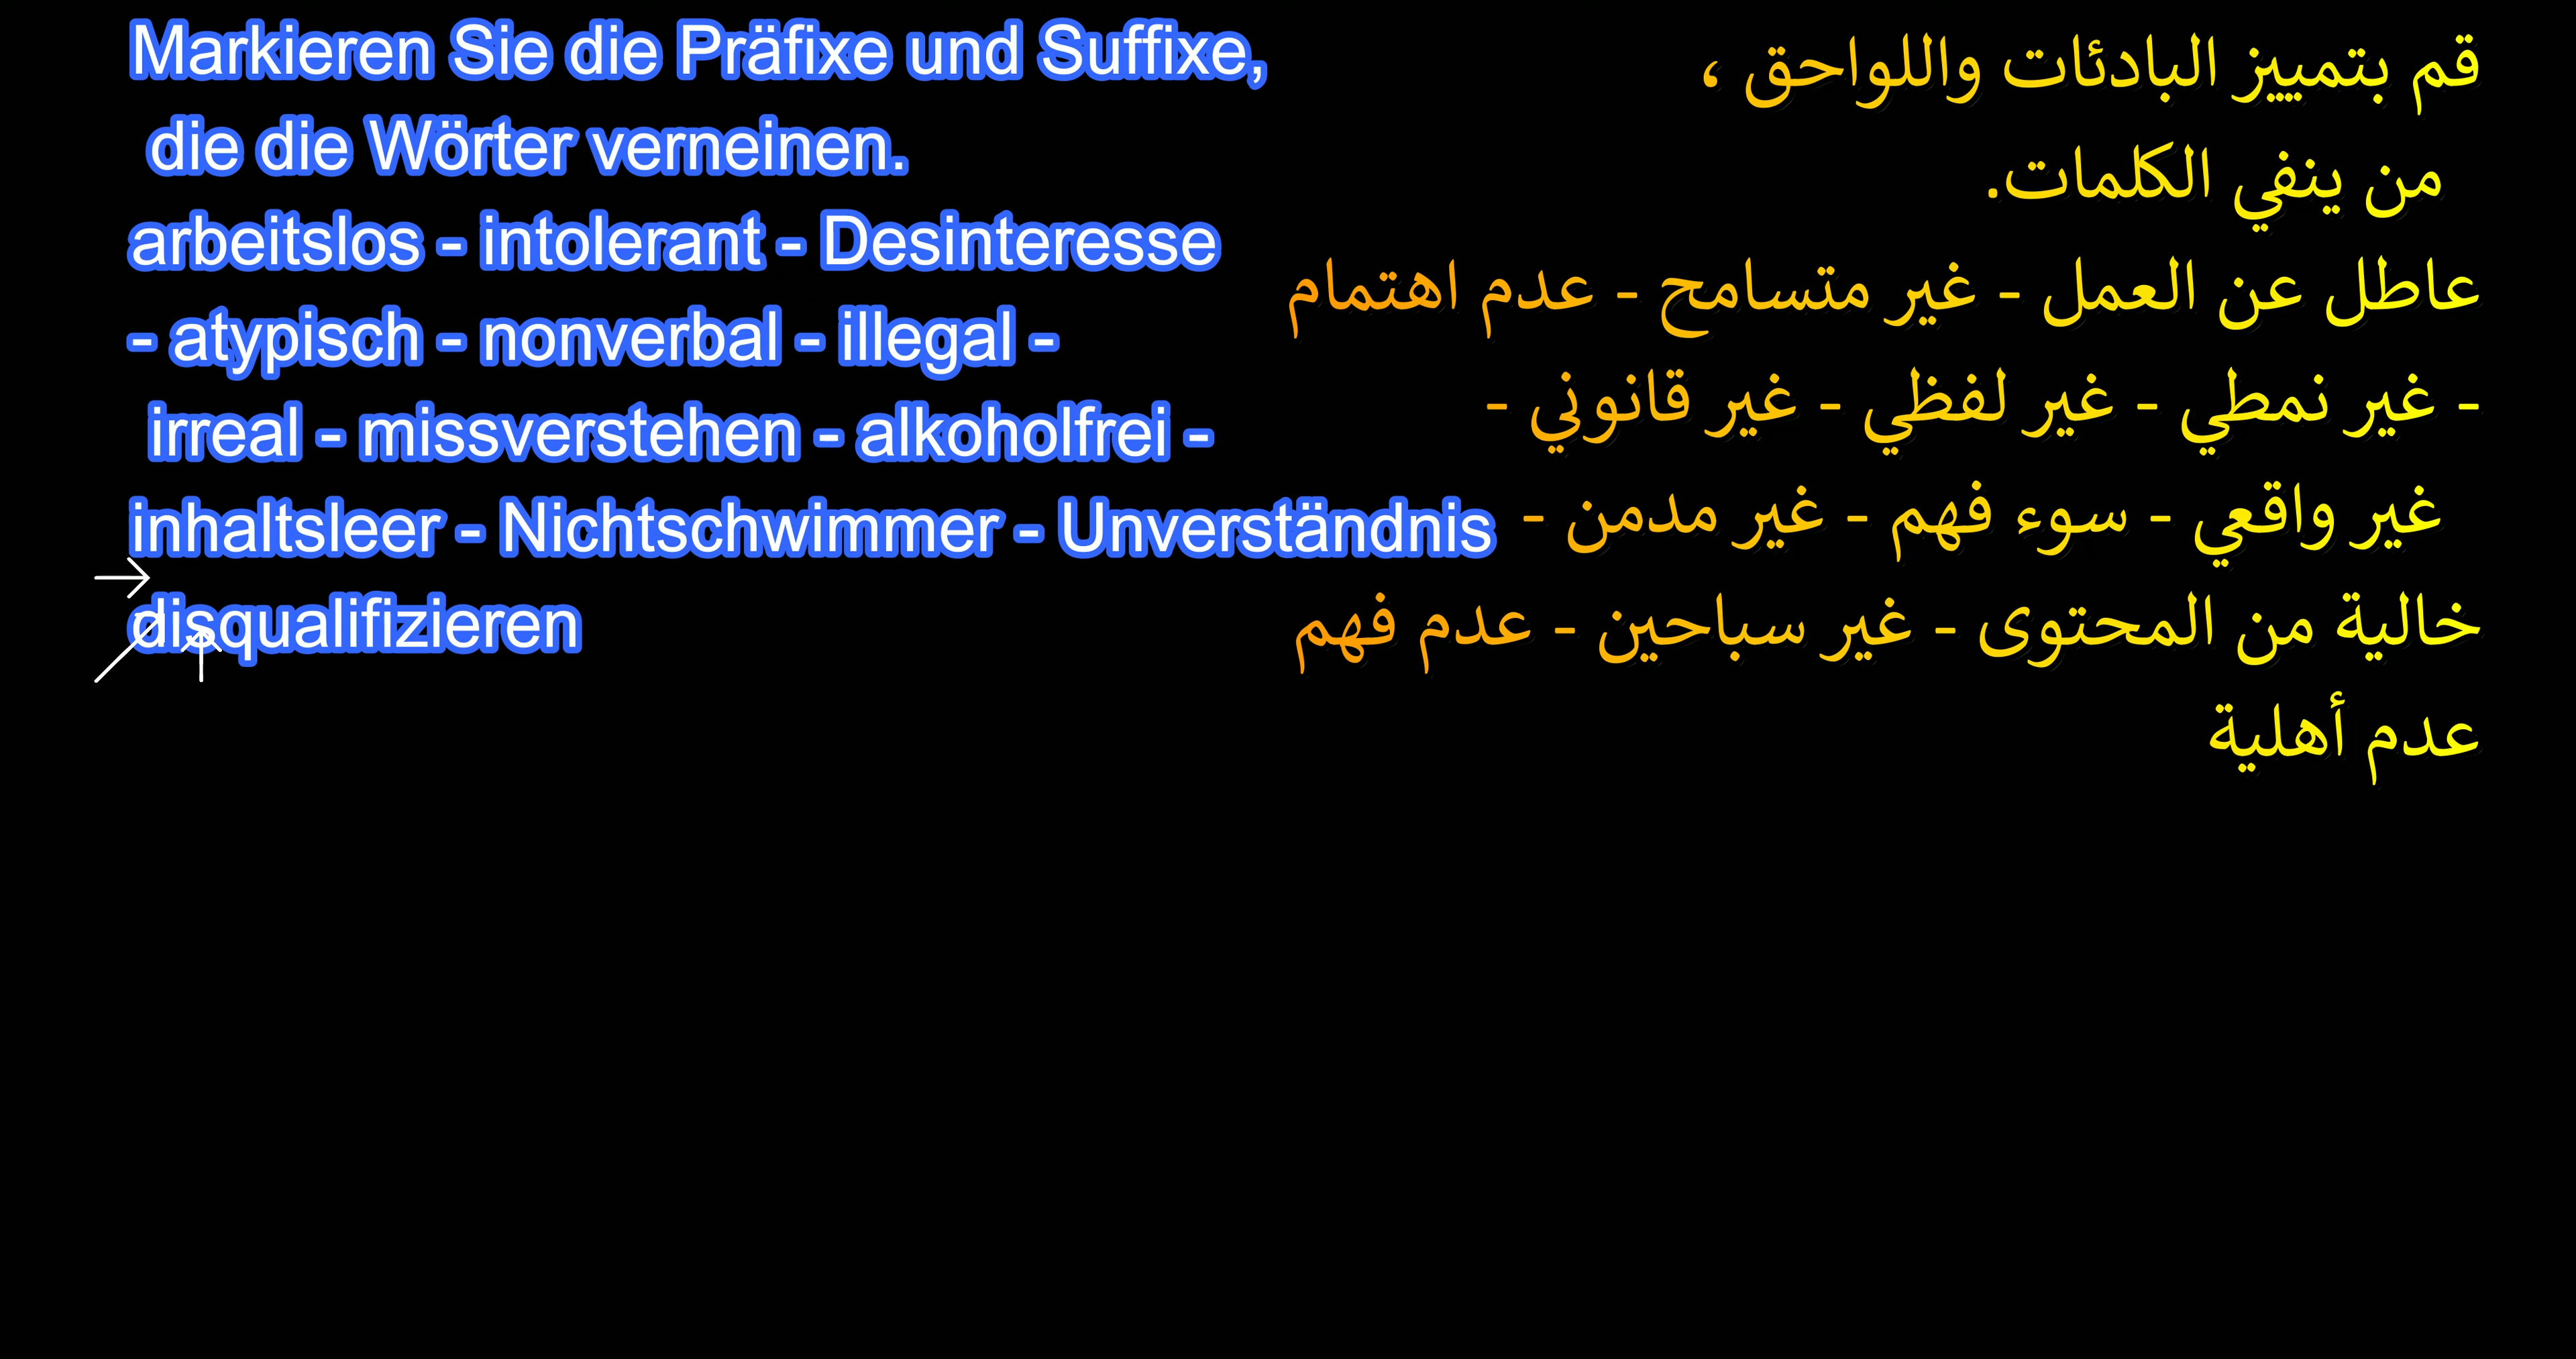 Markieren Sie die Präfixe und Suffixe,
die die Wörter verneinen.
arbeitslos - intolerant - Desinteresse
- atypisch - nonverbal - illegal -
irreal - missverstehen - alkoholfrei -
inhaltsleer - Nichtschwimmer - Unverständnis
disqualifizieren
قم بتمييز البادئات واللواحق ،
من ينفي الكلمات.
عاطل عن العمل - غير متسامح - عدم اهتمام
- غير نمطي - غير لفظي - غير قانوني -
غير واقعي - سوء فهم - غير مدمن -
خالية من المحتوى - غير سباحين - عدم فهم
عدم أهلية